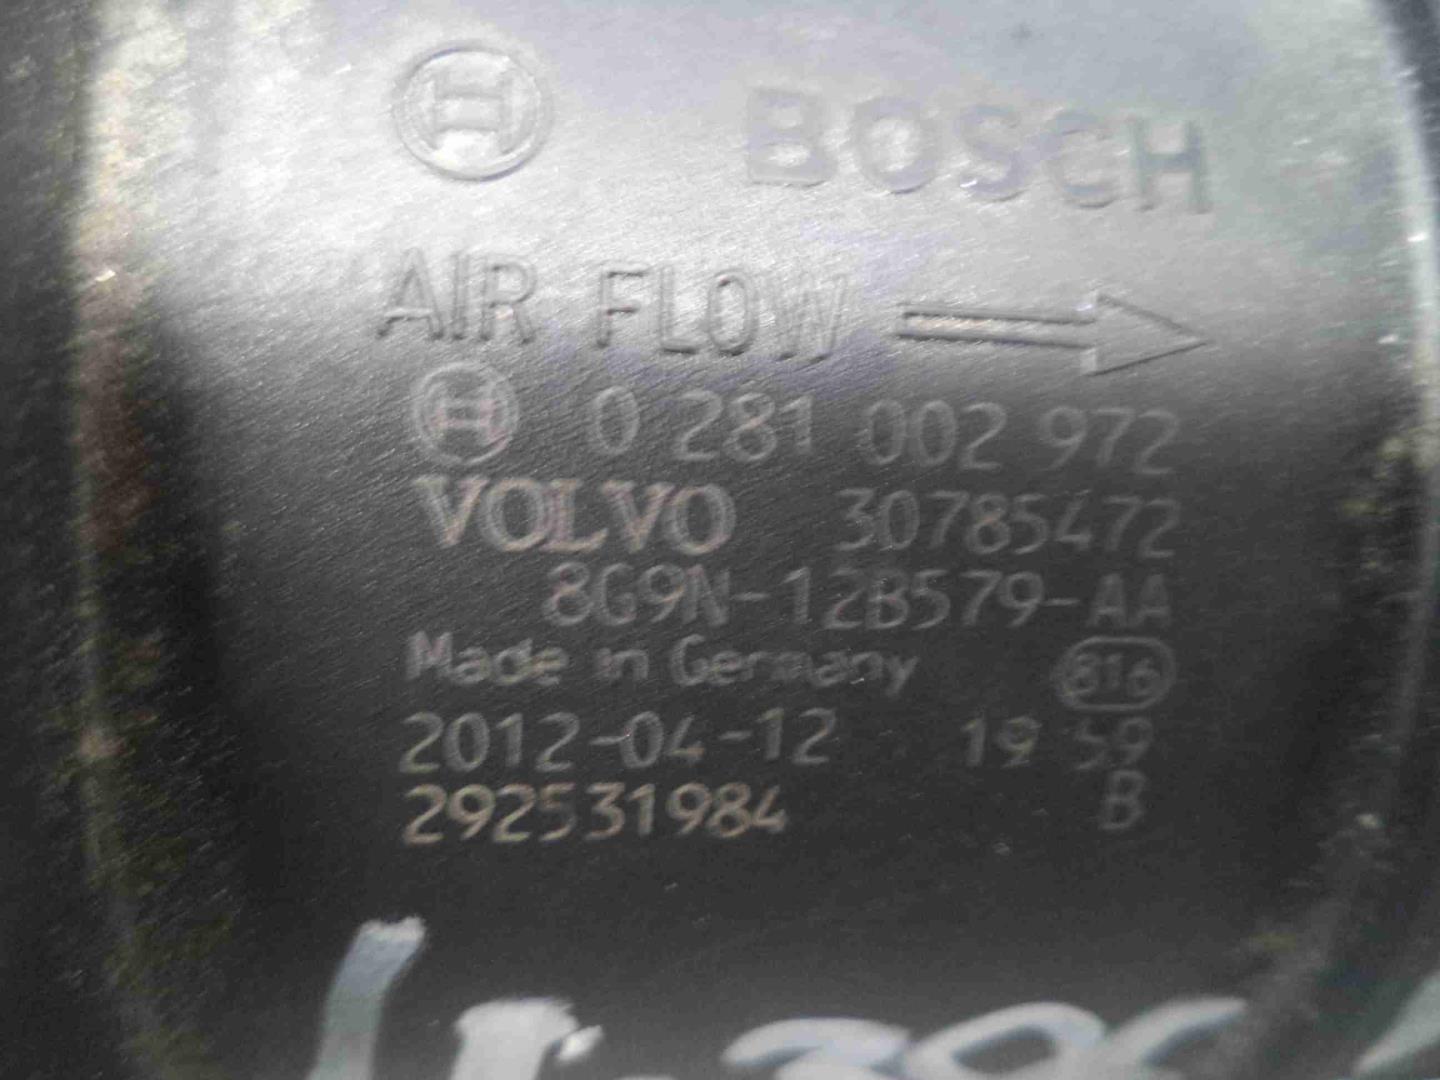 BOSCH
AIR FLOW
0 281 002 972
VOLVO 30785472
8G9N-12B579-AA
Made in Germany 816
2012-04-12 19 59
292531984 B